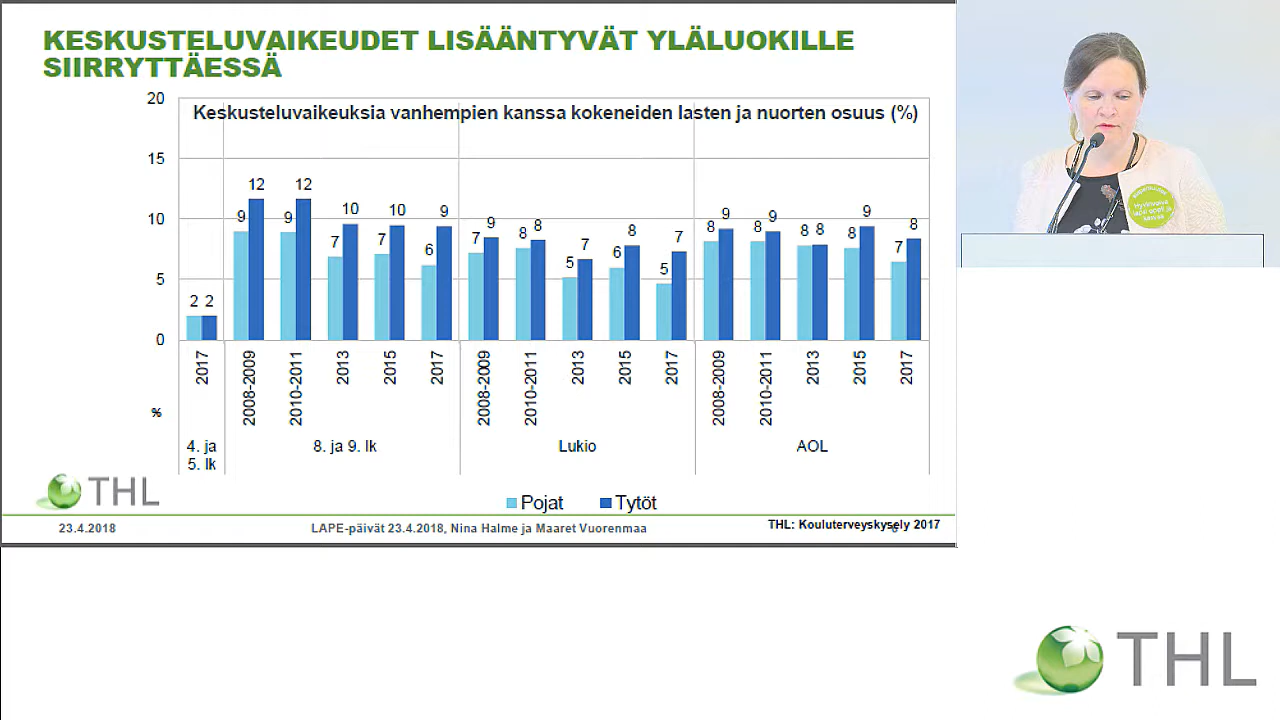 KESKUSTELUVAIKEUDET LISÄÄNTYVÄT YLÄLUOKILLE
SIIRRYTTÄESSÄ
Keskusteluvaikeuksia vanhempien kanssa kokeneiden lasten ja nuorten osuus (%)
20
15
10
5
0
%
2 2
9 12 9 12 7 10 7 10 6 9
7 9 8 8 5 7 6 8 5 7
8 9 8 9 8 8 8 9 7 8
2017 2008-2009 2010-2011 2013 2015 2017 2008-2009 2010-2011 2013 2015 2017 2008-2009 2010-2011 2013 2015 2017
4. ja
5. lk
8. ja 9. lk
Lukio
AOL
Pojat Tytöt
THL
23.4.2018
LAPE-päivät 23.4.2018, Nina Halme ja Maaret Vuorenmaa
THL: Kouluterveyskysely 2017
Hyvinvoiva
lapsi oppii ja
kasvaa
THL